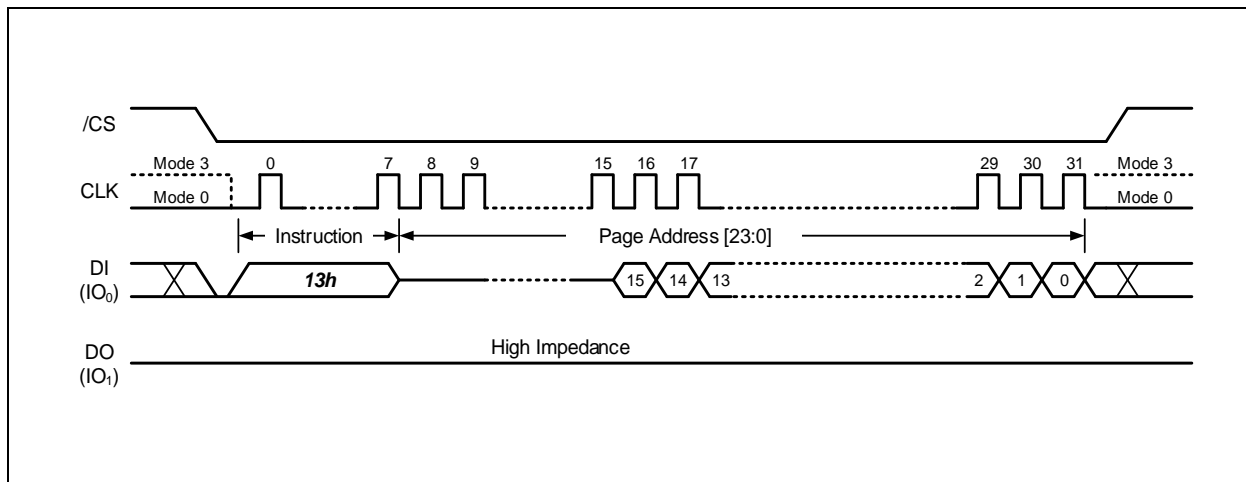 /CS
Mode 3 0 7 8 9 15 16 17 29 30 31 Mode 3
CLK
Mode 0 Mode 0
Instruction Page Address [23:0]
DI
(IO₀)
13h 15 14 13 2 1 0
High Impedance
DO
(IO₁)